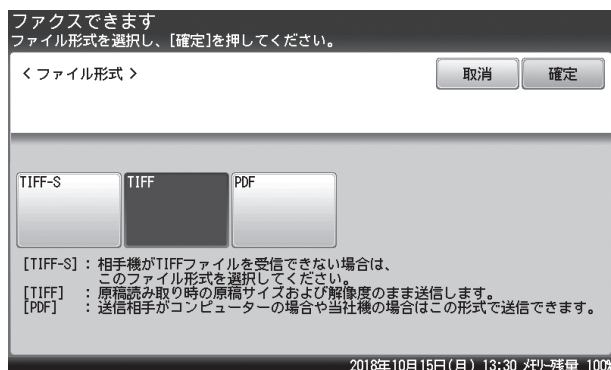 ファクスできます
ファイル形式を選択し、[確定]を押してください。
<ファイル形式>
取消
確定
TIFF-S
TIFF
PDF
[TIFF-S]:相手機がTIFFファイルを受信できない場合は、
このファイル形式を選択してください。
[TIFF] :原稿読み取り時の原稿サイズおよび解像度のまま送信します。
[PDF] :送信相手がコンピューターの場合や当社機の場合はこの形式で送信できます。
2018年10月15日(月) 13:30 メモリー残量 100%